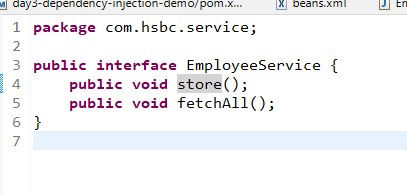 day3-dependency-injection-demo/pom.x... beans.xml
1 package com.hsbc.service;
2
3 public interface EmployeeService {
4 public void store();
5 public void fetchAll();
6 }
7